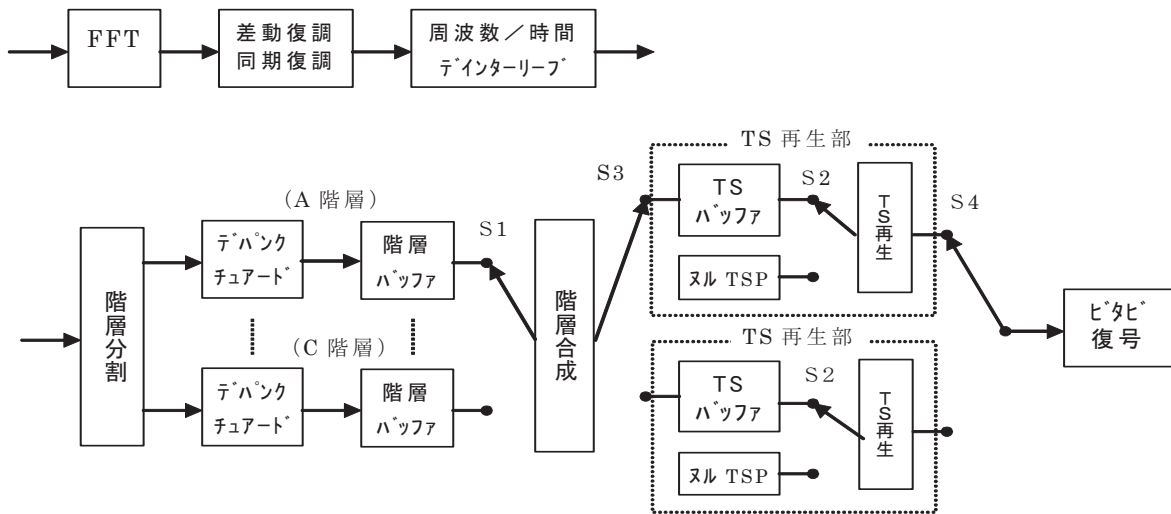 FFT
差動復調
同期復調
周波数／時間
デインターリーブ
TS 再生部
S3
TS
バッファ
S2
TS再生
S4
ヌル TSP
(A 階層)
デパンク
チュアード
階層
バッファ
S1
階層分割
階層合成
ビタビ
復号
(C 階層)
デパンク
チュアード
階層
バッファ
TS 再生部
TS
バッファ
S2
TS再生
ヌル TSP